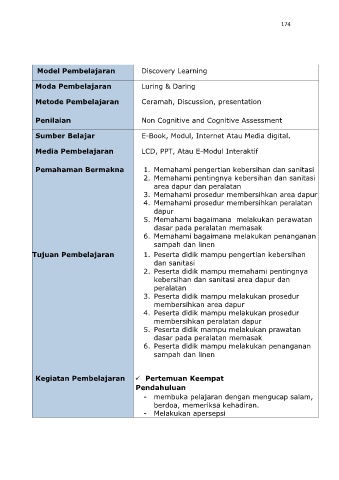 174
Model Pembelajaran Discovery Learning
Moda Pembelajaran Luring & Daring
Metode Pembelajaran Ceramah, Discussion, presentation
Penilaian Non Cognitive and Cognitive Assessment
Sumber Belajar E-Book, Modul, Internet Atau Media digital.
Media Pembelajaran LCD, PPT, Atau E-Modul Interaktif
Pemahaman Bermakna 1. Memahami pengertian kebersihan dan sanitasi
2. Memahami pentingnya kebersihan dan sanitasi
area dapur dan peralatan
3. Memahami prosedur membersihkan area dapur
4. Memahami prosedur membersihkan peralatan
dapur
5. Memahami bagaimana melakukan perawatan
dasar pada peralatan memasak
6. Memahami bagaimana melakukan penanganan
sampah dan linen
Tujuan Pembelajaran 1. Peserta didik mampu pengertian kebersihan
dan sanitasi
2. Peserta didik mampu memahami pentingnya
kebersihan dan sanitasi area dapur dan
peralatan
3. Peserta didik mampu melakukan prosedur
membersihkan area dapur
4. Peserta didik mampu melakukan prosedur
membersihkan peralatan dapur
5. Peserta didik mampu melakukan prawatan
dasar pada peralatan memasak
6. Peserta didik mampu melakukan penanganan
sampah dan linen
Kegiatan Pembelajaran ✓ Pertemuan Keempat
Pendahuluan
- membuka pelajaran dengan mengucap salam,
berdoa, memeriksa kehadiran.
- Melakukan apersepsi